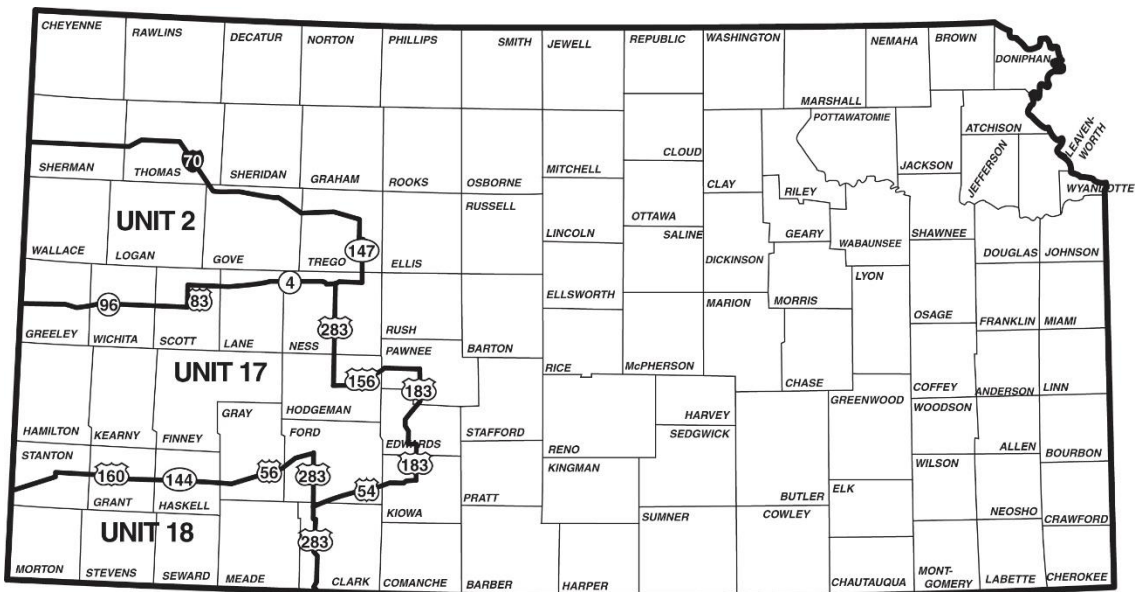 CHEYENNE RAWLINS DECATUR NORTON PHILLIPS SMITH JEWELL REPUBLIC WASHINGTON NEMAHA BROWN
DONIPHAN
MARSHALL
POTTAWATOMIE
ATCHISON
LEAVEN-
WORTH
70
SHERMAN THOMAS SHERIDAN GRAHAM ROOKS OSBORNE MITCHELL CLOUD CLAY RILEY JACKSON JEFFERSON WYANDOTTE
RUSSELL
UNIT 2
OTTAWA
SALINE
GEARY
WABAUNSEE
SHAWNEE
WALLACE LOGAN GOVE TREGO 147 ELLIS LINCOLN DICKINSON DOUGLAS JOHNSON
LYON
96 83 4
ELLSWORTH MARION MORRIS
OSAGE
FRANKLIN MIAMI
GREELEY WICHITA SCOTT LANE NESS 283 RUSH BARTON
PAWNEE
UNIT 17
156 183
RICE McPHERSON CHASE COFFEY ANDERSON LINN
GREENWOOD
WOODSON
GRAY HODGEMAN HARVEY
HAMILTON KEARNY FINNEY FORD EDWARDS STAFFORD SEDGWICK
STANTON
RENO
ALLEN BOURBON
KINGMAN
WILSON
160 144 56 283 54 183
GRANT HASKELL PRATT BUTLER ELK
KIOWA
NEOSHO
SUMNER COWLEY
CRAWFORD
UNIT 18
283
MORTON STEVENS SEWARD MEADE CLARK COMANCHE BARBER HARPER CHAUTAUQUA
MONT-
GOMERY
LABETTE CHEROKEE